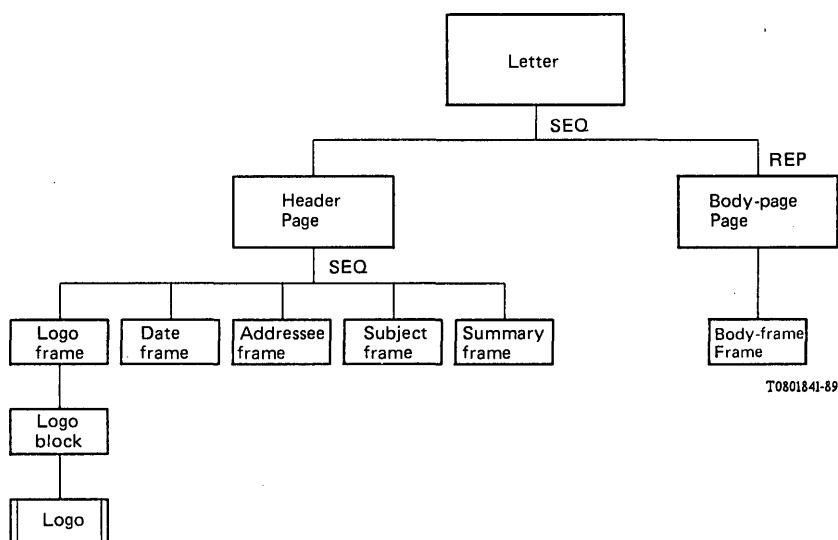 Letter
SEQ
REP
Header
Page
Body-page
Page
SEQ
Logo
frame
Date
frame
Addressee
frame
Subject
frame
Summary
frame
Body-frame
Frame
T0801841-89
Logo
block
Logo